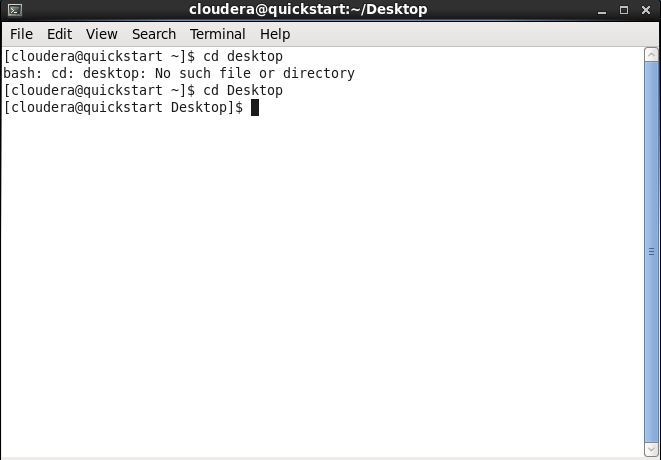 cloudera@quickstart:~/Desktop
File Edit View Search Terminal Help
[cloudera@quickstart ~]$ cd desktop
bash: cd: desktop: No such file or directory
[cloudera@quickstart ~]$ cd Desktop
[cloudera@quickstart Desktop]$